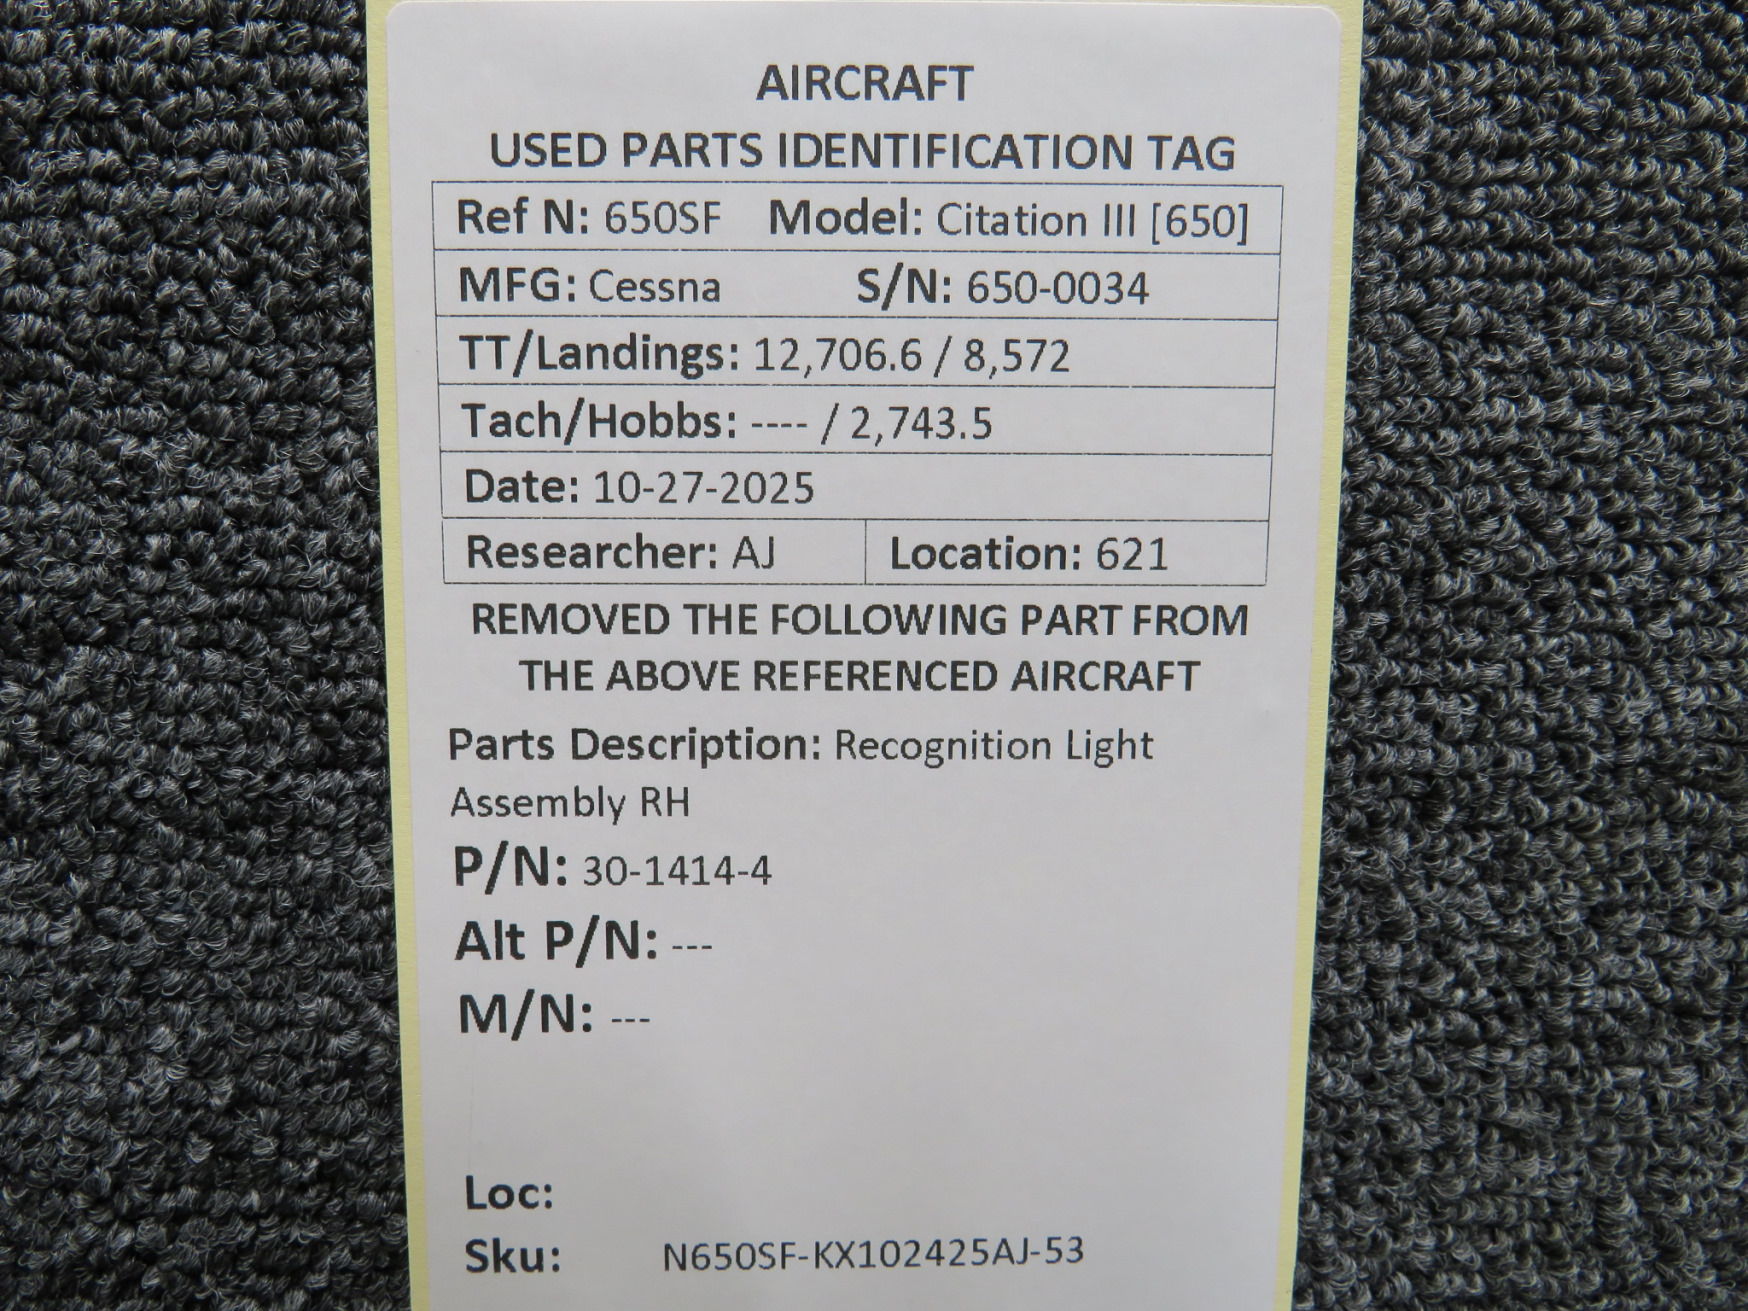 AIRCRAFT
USED PARTS IDENTIFICATION TAG
Ref N: 650SF Model: Citation III [650]
MFG: Cessna S/N: 650-0034
TT/Landings: 12,706.6 / 8,572
Tach/Hobbs: ---- / 2,743.5
Date: 10-27-2025
Researcher: AJ Location: 621
REMOVED THE FOLLOWING PART FROM
THE ABOVE REFERENCED AIRCRAFT
Parts Description: Recognition Light
Assembly RH
P/N: 30-1414-4
Alt P/N: ---
M/N: ---
Loc:
Sku: N650SF-KX102425AJ-53